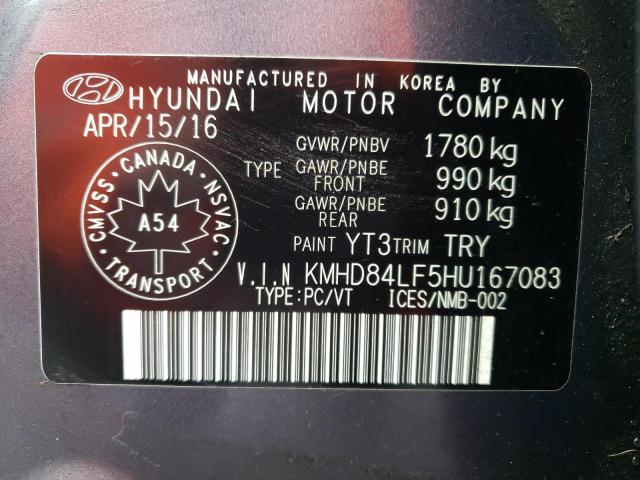 MANUFACTURED IN KOREA BY
HYUNDAI MOTOR COMPANY
APR/15/16
GVWR/PNBV 1780 kg
TYPE GAWR/PNBE FRONT 990 kg
GAWR/PNBE REAR 910 kg
PAINT YT3 TRIM TRY
CMVSS CANADA NSVAC
A54
TRANSPORT
V.I.N KMHD84LF5HU167083
TYPE:PC/VT ICES/NMB-002